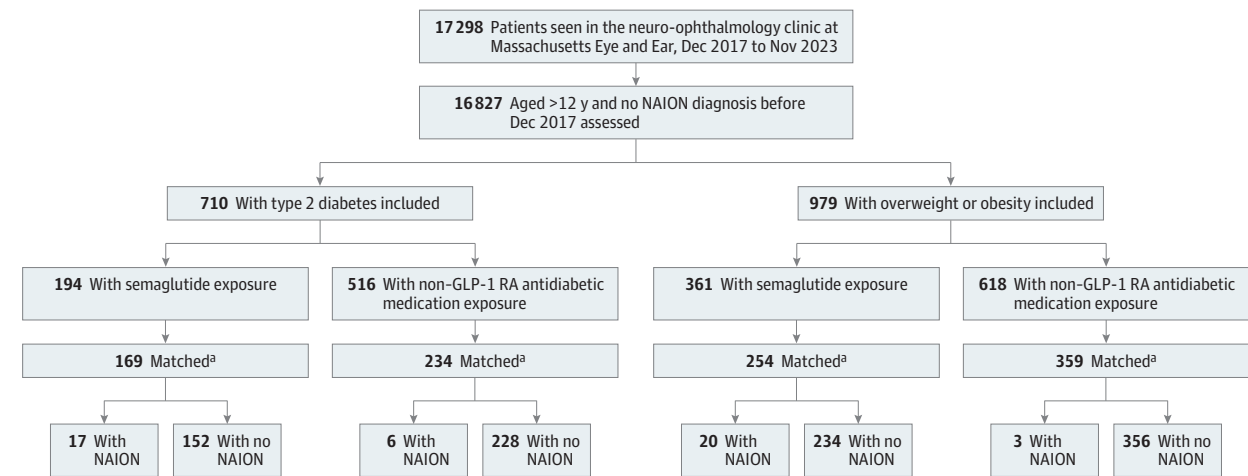 17298 Patients seen in the neuro-ophthalmology clinic at
Massachusetts Eye and Ear, Dec 2017 to Nov 2023
16827 Aged >12 y and no NAION diagnosis before
Dec 2017 assessed
710 With type 2 diabetes included
979 With overweight or obesity included
194 With semaglutide exposure
516 With non–GLP-1 RA antidiabetic
medication exposure
361 With semaglutide exposure
618 With non–GLP-1 RA antidiabetic
medication exposure
169 Matchedᵃ
234 Matchedᵃ
254 Matchedᵃ
359 Matchedᵃ
17 With
NAION
152 With no
NAION
6 With
NAION
228 With no
NAION
20 With
NAION
234 With no
NAION
3 With
NAION
356 With no
NAION